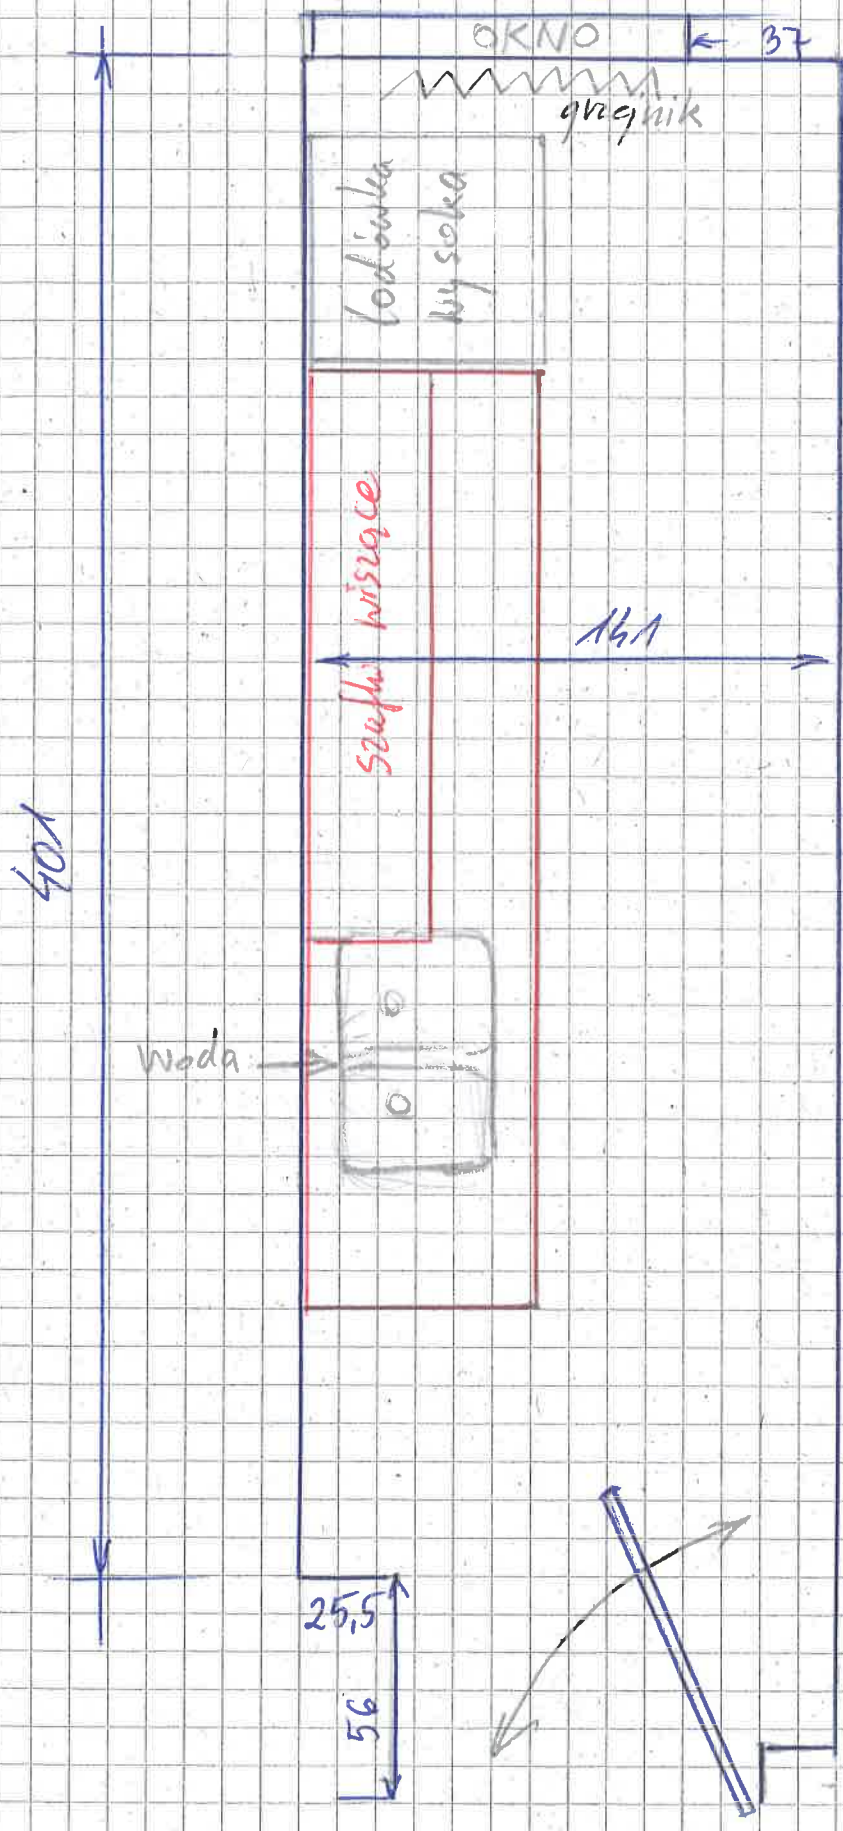 OKNO
37
grzejnik
lodówka
wysoka
szafki wiszące
141
401
woda
25,5
56